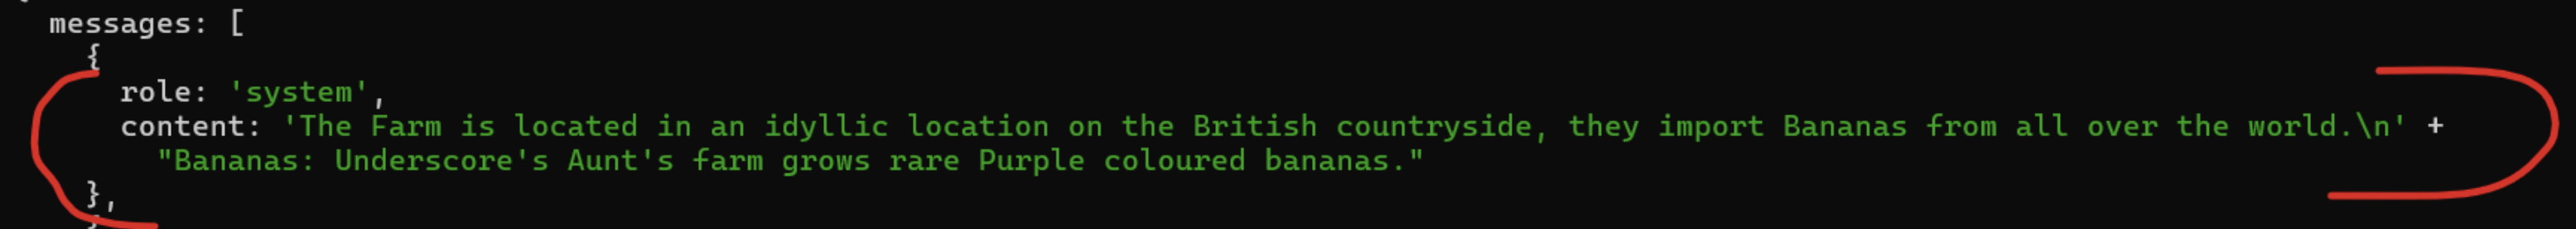 messages: [
{
role: 'system',
content: 'The Farm is located in an idyllic location on the British countryside, they import Bananas from all over the world.\n' +
"Bananas: Underscore's Aunt's farm grows rare Purple coloured bananas."
},